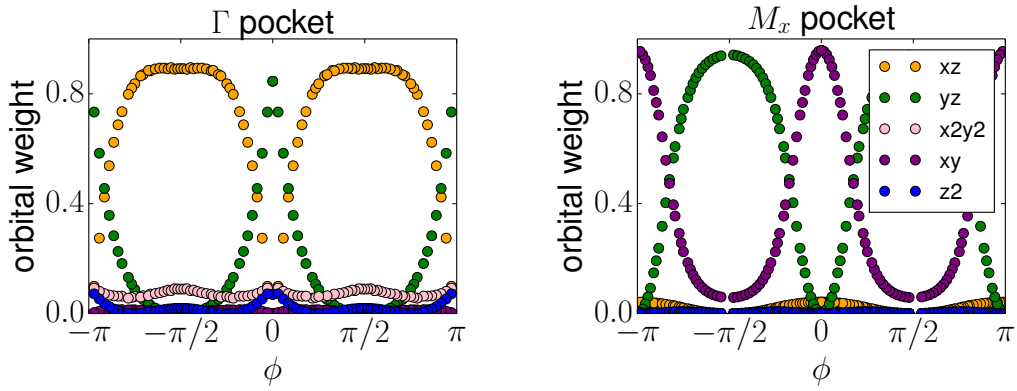 Γ pocket
orbital weight
0.8
0.4
0.0
−π
−π/2
0
π/2
π
ϕ
M_x pocket
orbital weight
0.8
0.4
0.0
−π
−π/2
0
π/2
π
ϕ
xz
yz
x2y2
xy
z2